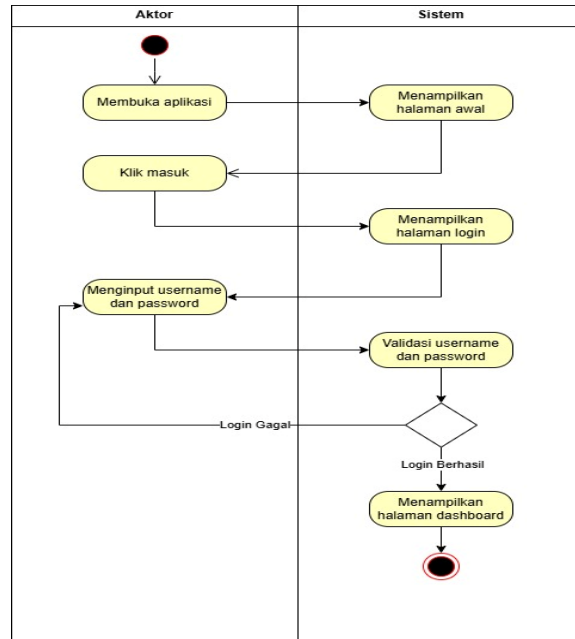 Aktor
Sistem
Membuka aplikasi
Menampilkan
halaman awal
Klik masuk
Menampilkan
halaman login
Menginput username
dan password
Validasi username
dan password
Login Gagal
Login Berhasil
Menampilkan
halaman dashboard